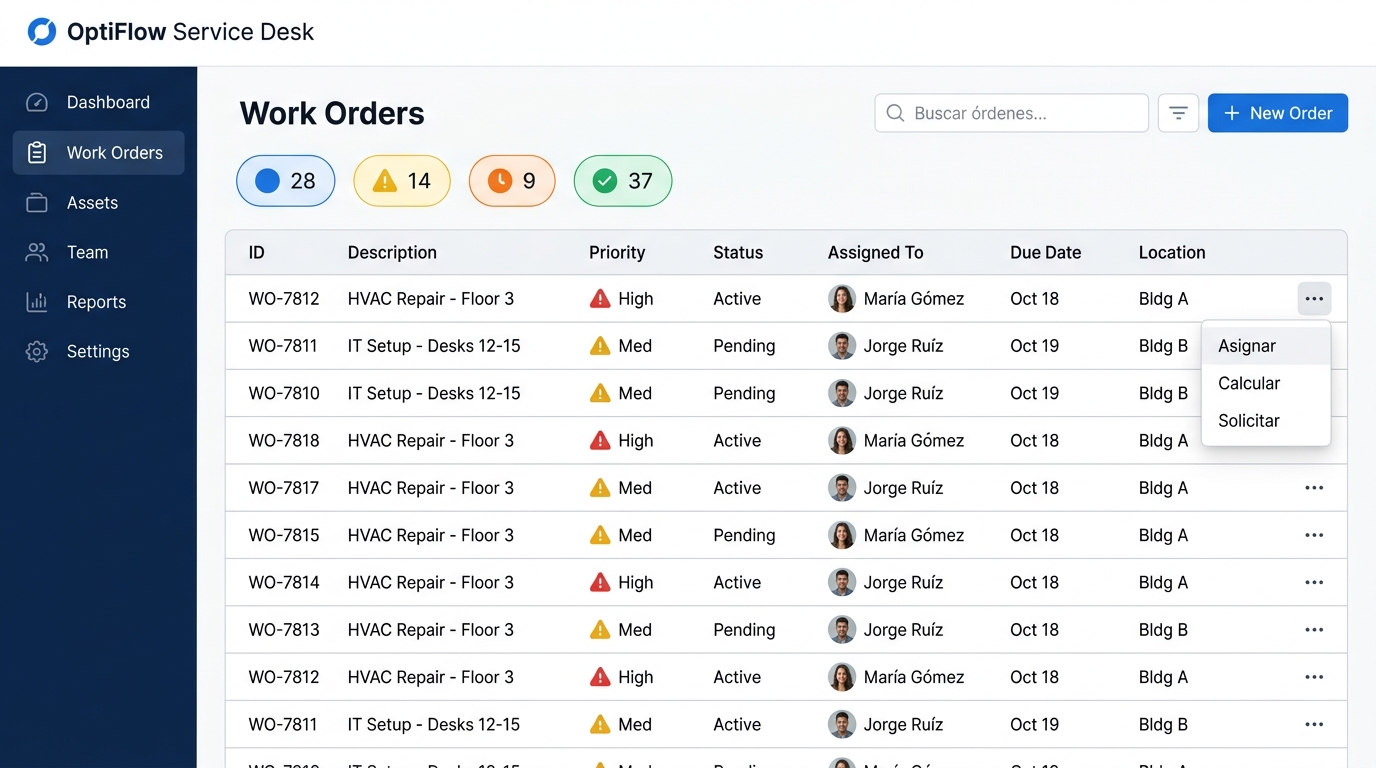 OptiFlow Service Desk
Dashboard
Work Orders
Assets
Team
Reports
Settings
Work Orders
Buscar órdenes...
+ New Order
28
14
9
37
ID Description Priority Status Assigned To Due Date Location
WO-7812 HVAC Repair - Floor 3 High Active María Gómez Oct 18 Bldg A
WO-7811 IT Setup - Desks 12-15 Med Pending Jorge Ruíz Oct 19 Bldg B
WO-7810 IT Setup - Desks 12-15 Med Pending Jorge Ruíz Oct 19 Bldg B
WO-7818 HVAC Repair - Floor 3 High Active María Gómez Oct 18 Bldg A
Asignar
Calcular
Solicitar
WO-7817 HVAC Repair - Floor 3 Med Active Jorge Ruíz Oct 18 Bldg A
WO-7815 HVAC Repair - Floor 3 Med Pending María Gómez Oct 18 Bldg A
WO-7814 HVAC Repair - Floor 3 High Active Jorge Ruíz Oct 18 Bldg A
WO-7813 HVAC Repair - Floor 3 Med Pending Jorge Ruíz Oct 18 Bldg B
WO-7812 HVAC Repair - Floor 3 High Active María Gómez Oct 18 Bldg A
WO-7811 IT Setup - Desks 12-15 Med Active Jorge Ruíz Oct 19 Bldg B